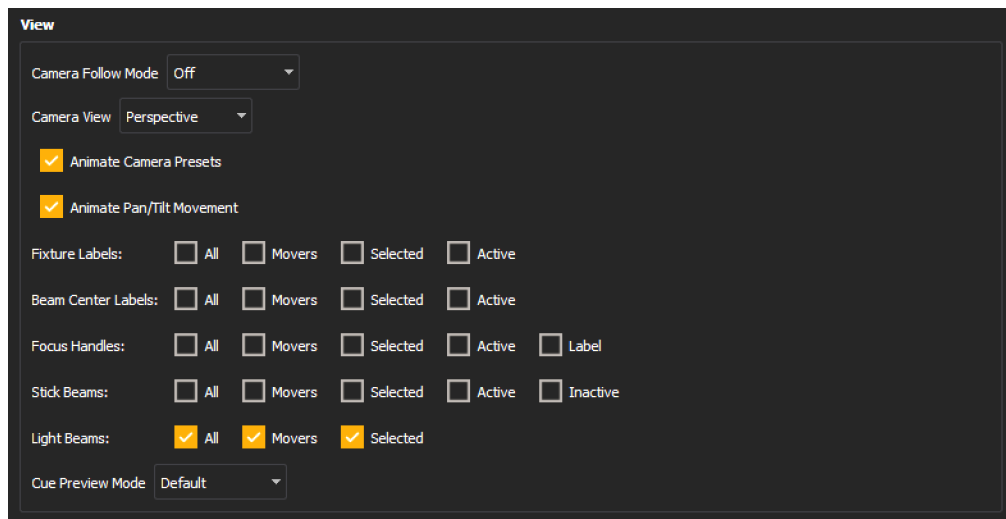 View
Camera Follow Mode Off
Camera View Perspective
Animate Camera Presets
Animate Pan/Tilt Movement
Fixture Labels: All Movers Selected Active
Beam Center Labels: All Movers Selected Active
Focus Handles: All Movers Selected Active Label
Stick Beams: All Movers Selected Active Inactive
Light Beams: All Movers Selected
Cue Preview Mode Default